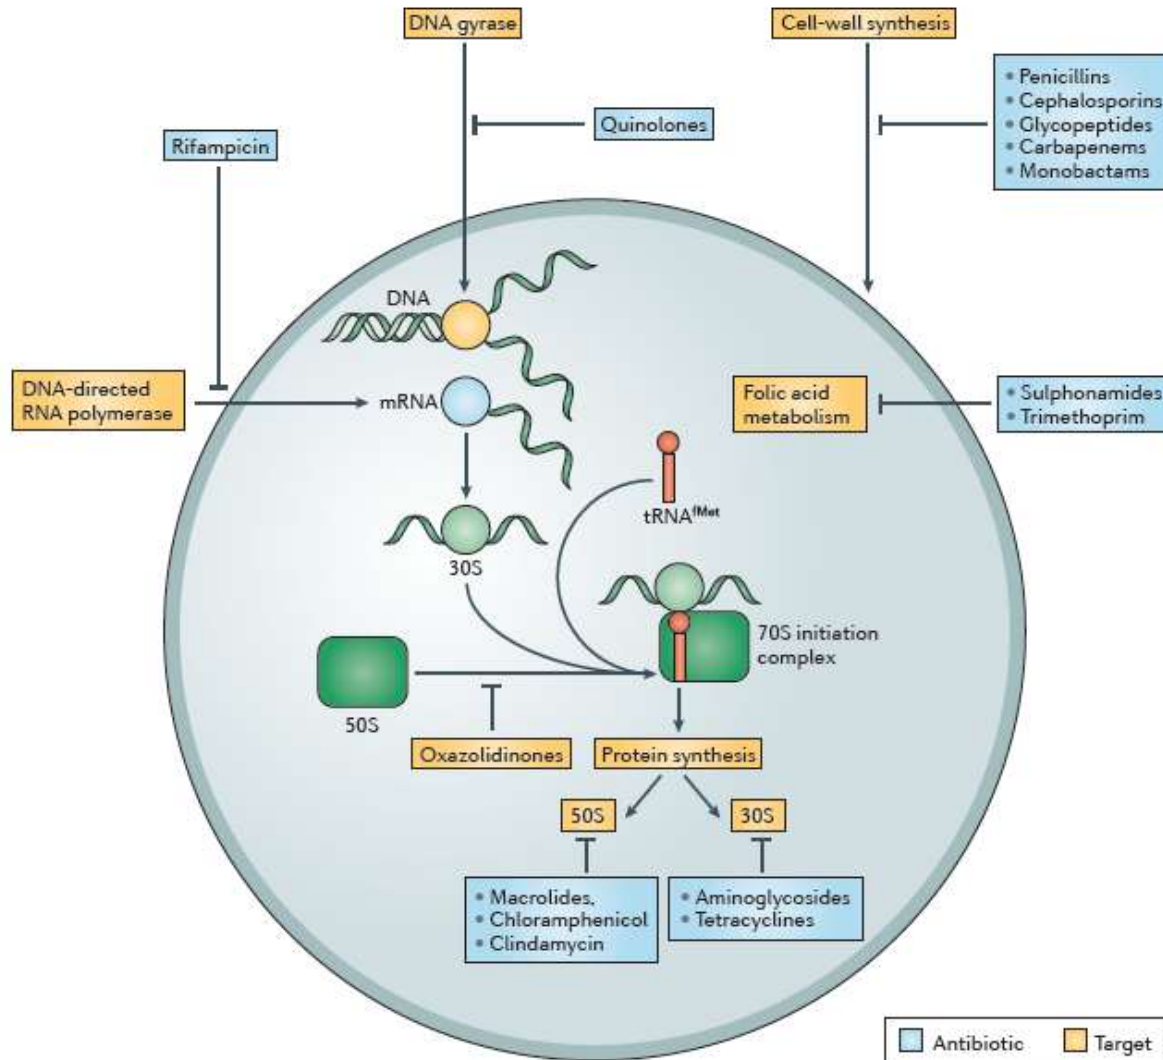 DNA gyrase
Cell-wall synthesis
• Penicillins
• Cephalosporins
• Glycopeptides
• Carbapenems
• Monobactams
Quinolones
Rifampicin
DNA
DNA-directed
RNA polymerase
mRNA
Folic acid
metabolism
• Sulphonamides
• Trimethoprim
tRNAfMet
30S
70S initiation
complex
50S
Oxazolidinones
Protein synthesis
50S
30S
• Macrolides,
• Chloramphenicol
• Clindamycin
• Aminoglycosides
• Tetracyclines
Antibiotic
Target